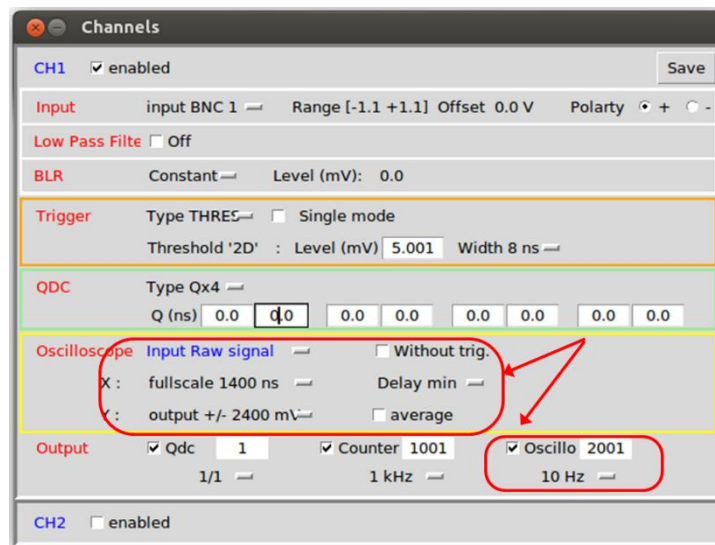 Channels
CH1 enabled Save
Input input BNC 1 Range [-1.1 +1.1] Offset 0.0 V Polarty + -
Low Pass Filte Off
BLR Constant Level (mV): 0.0
Trigger Type THRES Single mode
Threshold '2D' : Level (mV) 5.001 Width 8 ns
QDC Type Qx4
Q (ns) 0.0 0.0 0.0 0.0 0.0 0.0 0.0 0.0
Oscilloscope Input Raw signal Without trig.
X : fullscale 1400 ns Delay min
Y : output +/- 2400 mV average
Output Qdc 1 Counter 1001 Oscillo 2001
1/1 1 kHz 10 Hz
CH2 enabled